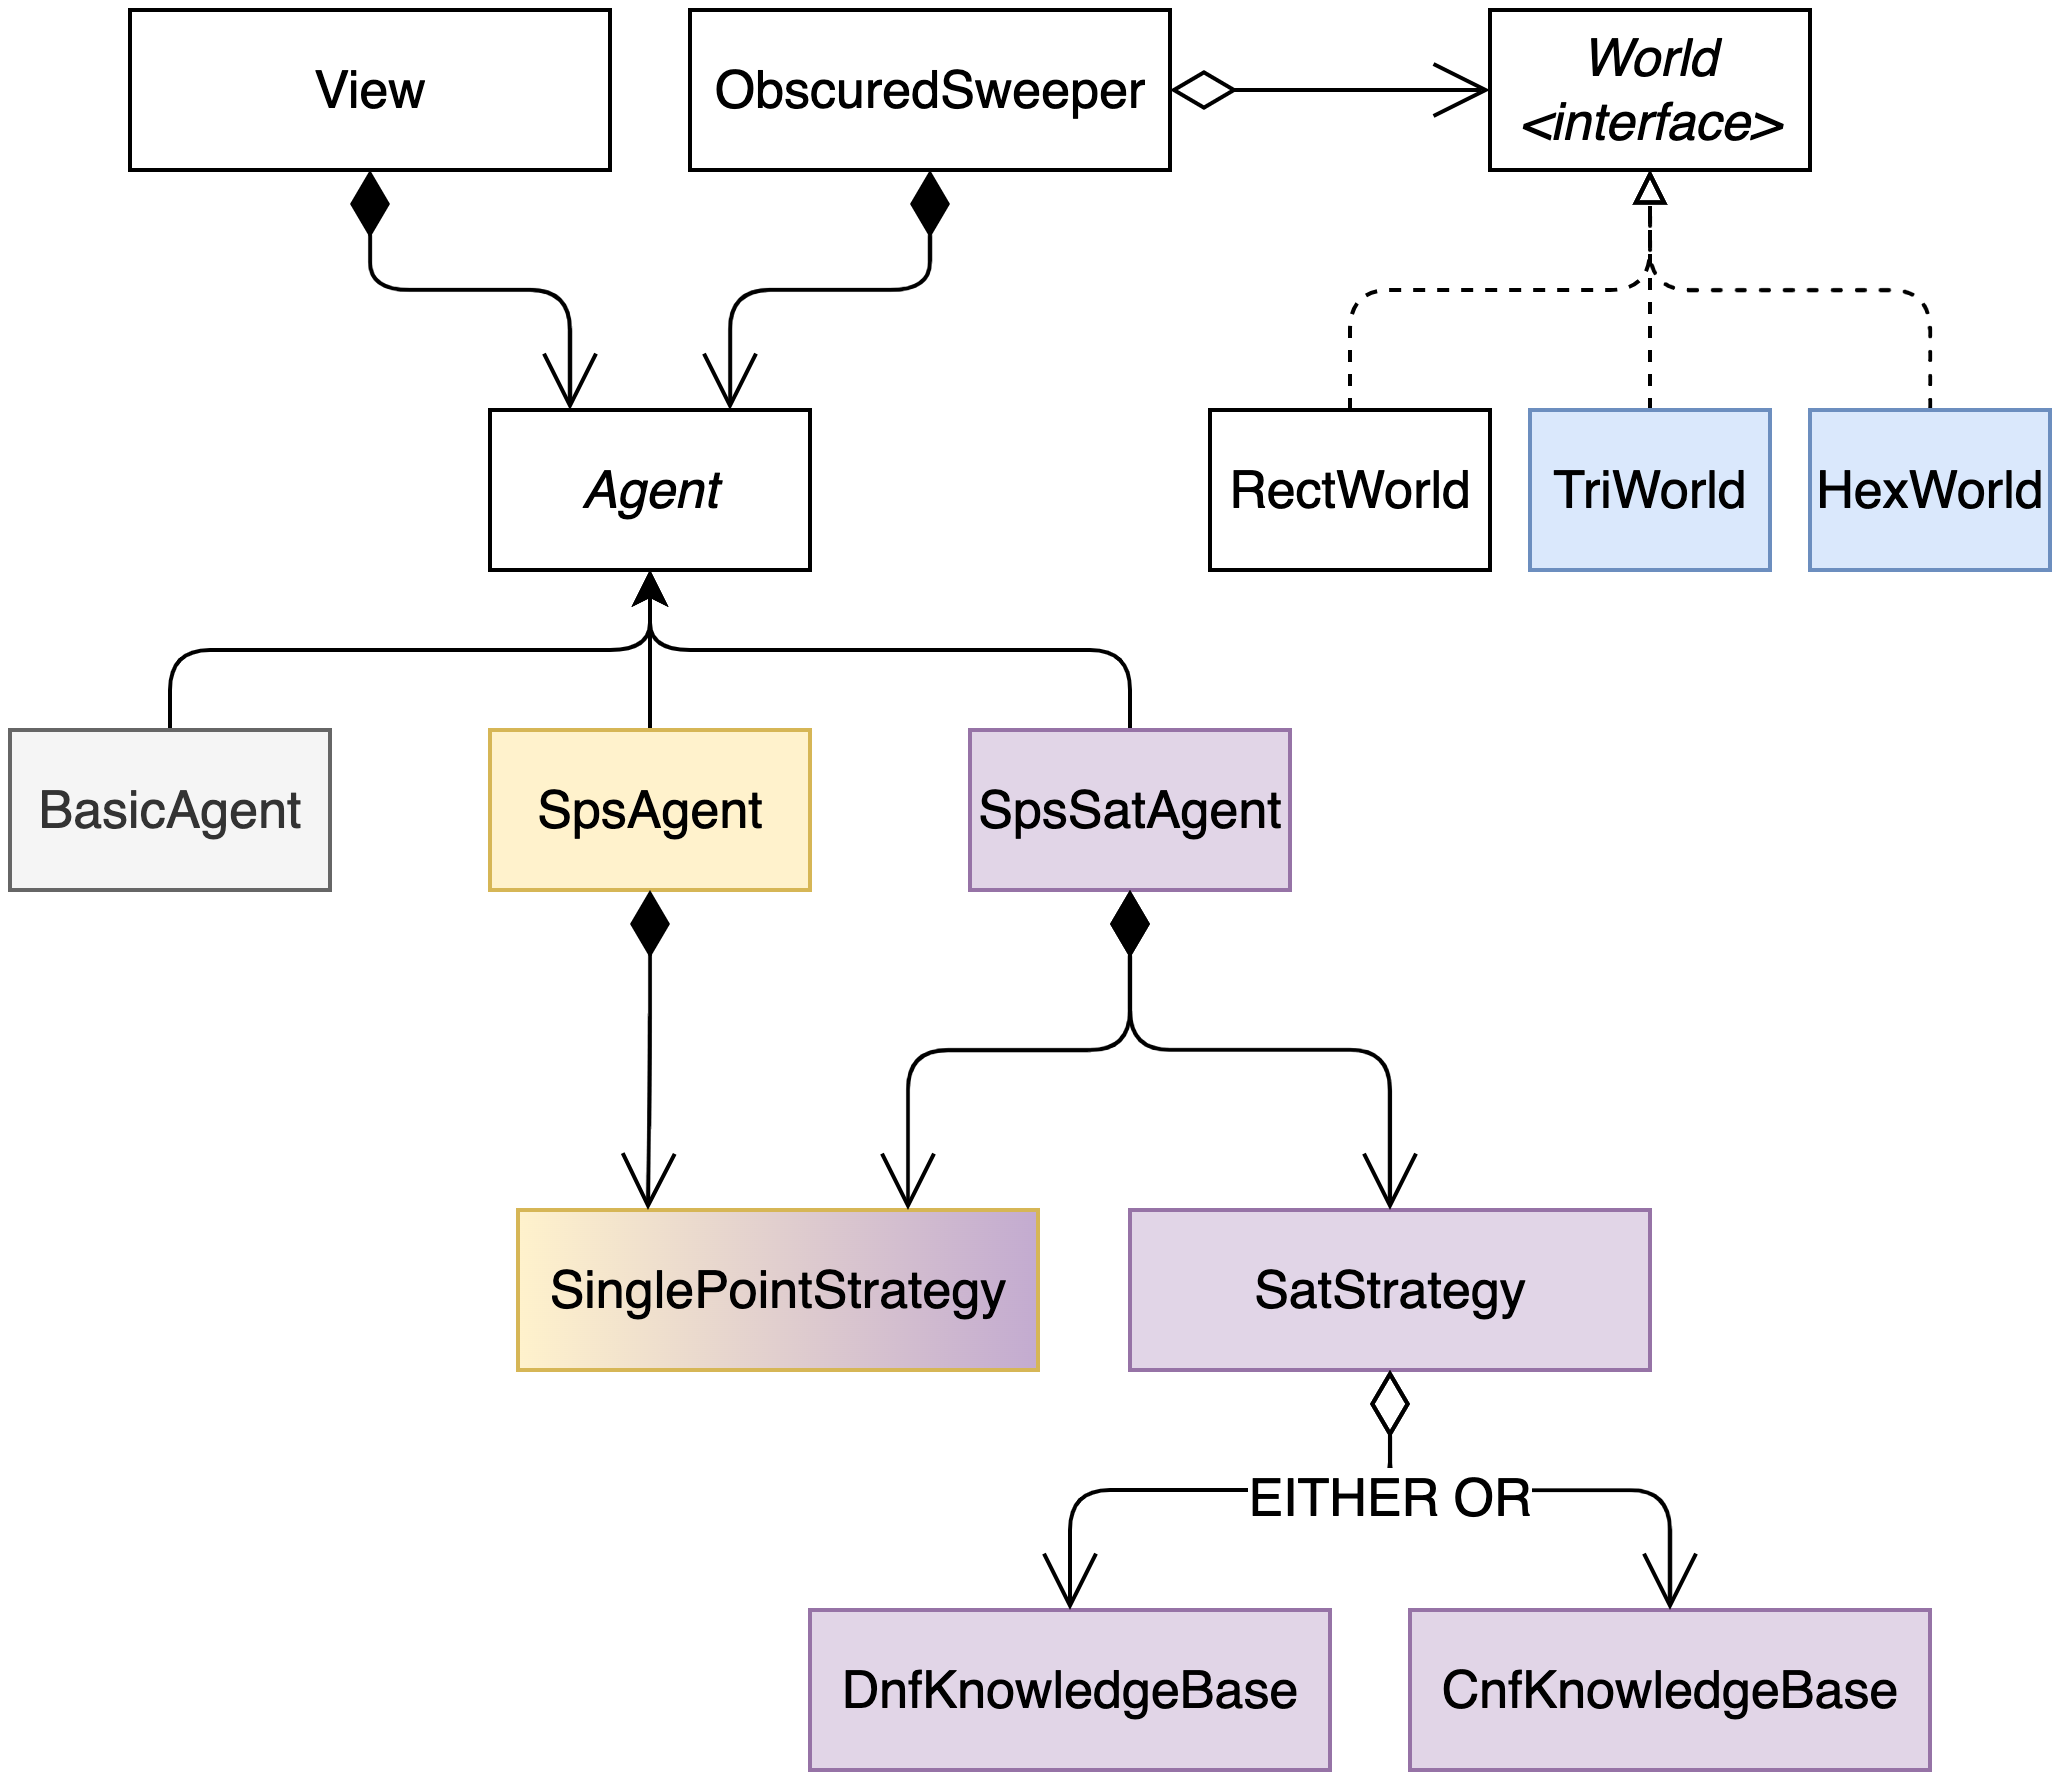 View
ObscuredSweeper
World
<interface>
Agent
RectWorld
TriWorld
HexWorld
BasicAgent
SpsAgent
SpsSatAgent
SinglePointStrategy
SatStrategy
EITHER OR
DnfKnowledgeBase
CnfKnowledgeBase